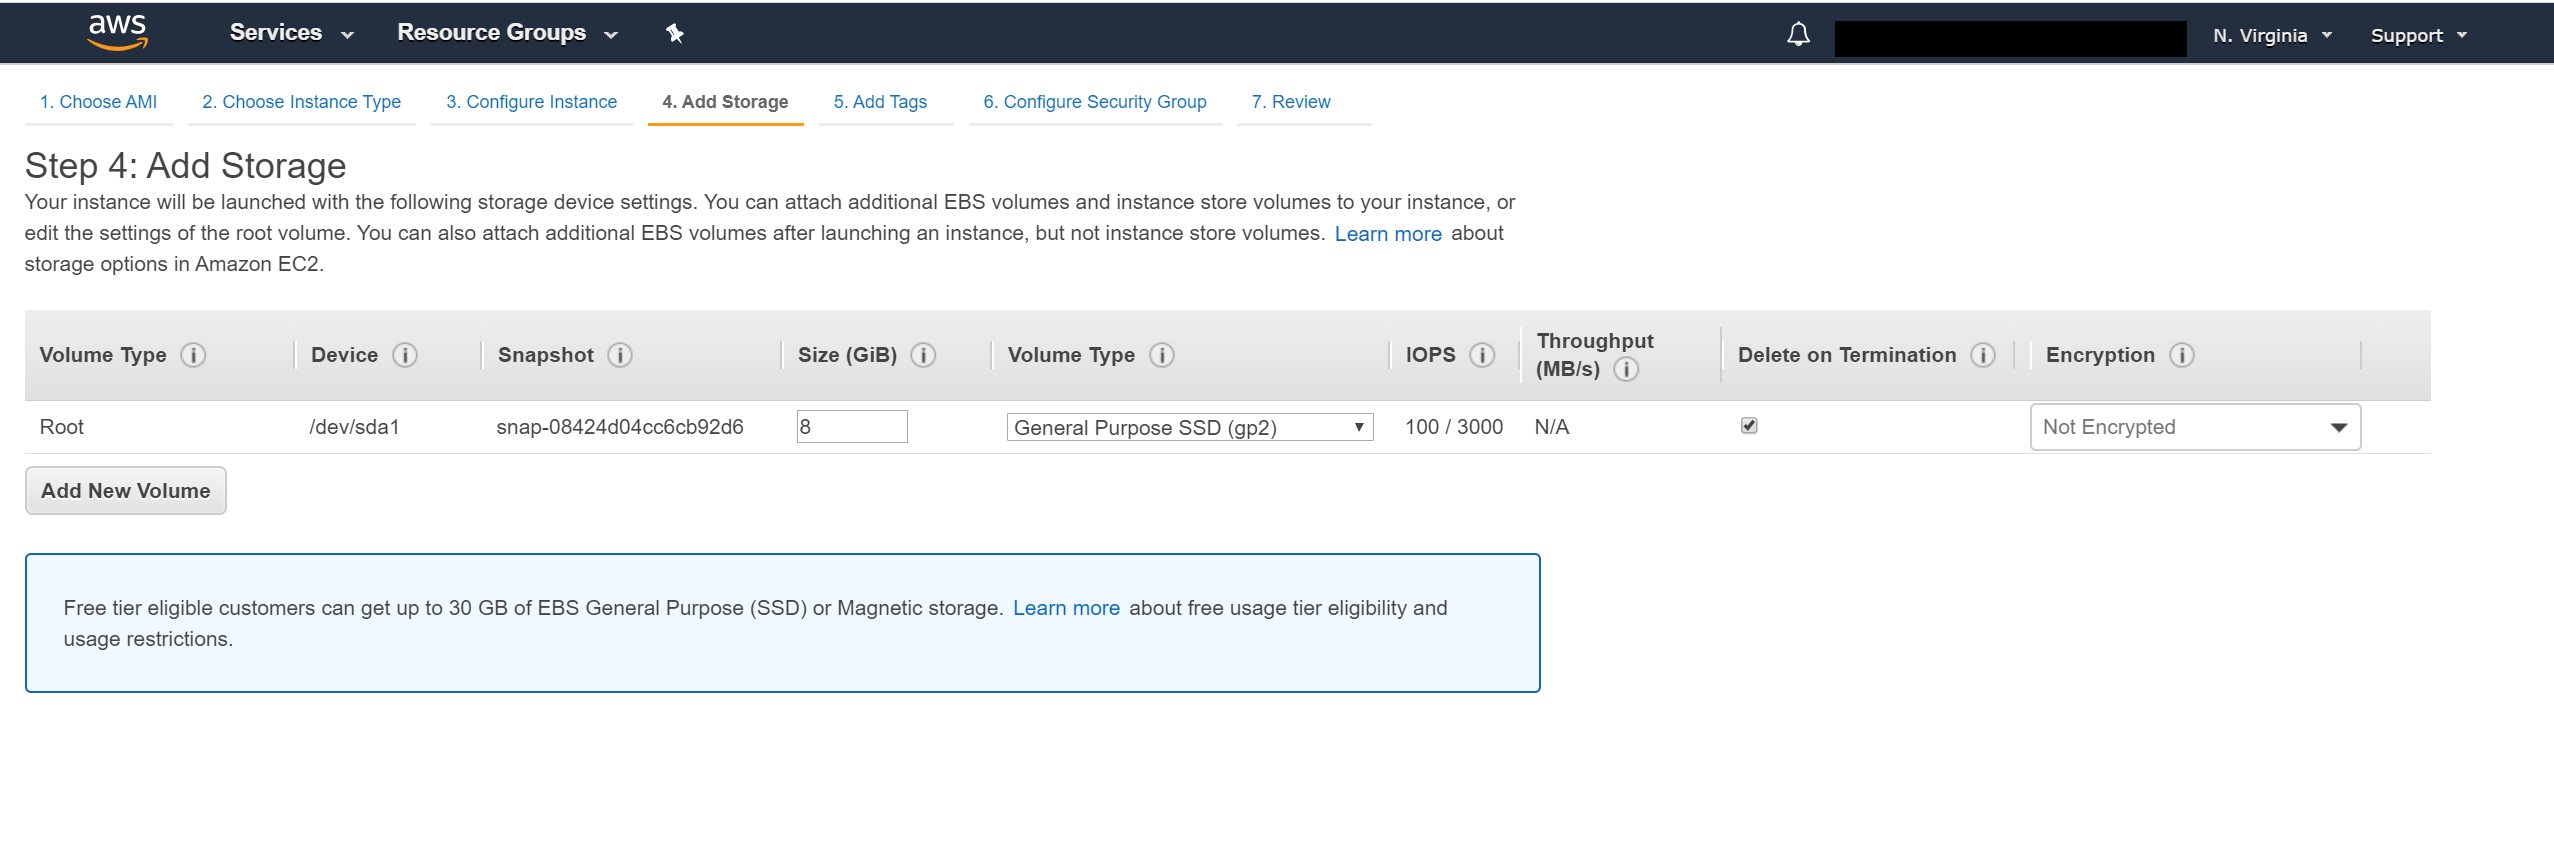 aws Services Resource Groups N. Virginia Support
1. Choose AMI 2. Choose Instance Type 3. Configure Instance 4. Add Storage 5. Add Tags 6. Configure Security Group 7. Review
Step 4: Add Storage
Your instance will be launched with the following storage device settings. You can attach additional EBS volumes and instance store volumes to your instance, or
edit the settings of the root volume. You can also attach additional EBS volumes after launching an instance, but not instance store volumes. Learn more about
storage options in Amazon EC2.
Volume Type i Device i Snapshot i Size (GiB) i Volume Type i IOPS i Throughput (MB/s) i Delete on Termination i Encryption i
Root /dev/sda1 snap-08424d04cc6cb92d6 8 General Purpose SSD (gp2) 100 / 3000 N/A Not Encrypted
Add New Volume
Free tier eligible customers can get up to 30 GB of EBS General Purpose (SSD) or Magnetic storage. Learn more about free usage tier eligibility and
usage restrictions.